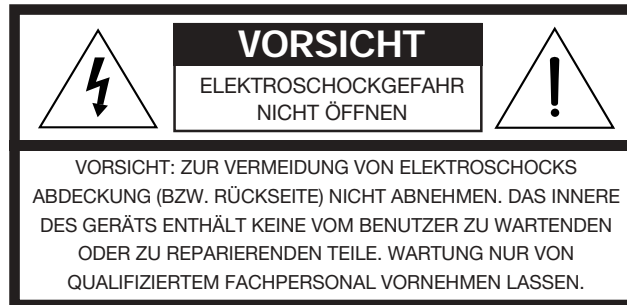 VORSICHT
ELEKTROSCHOCKGEFAHR
NICHT ÖFFNEN
VORSICHT: ZUR VERMEIDUNG VON ELEKTROSCHOCKS
ABDECKUNG (BZW. RÜCKSEITE) NICHT ABNEHMEN. DAS INNERE
DES GERÄTS ENTHÄLT KEINE VOM BENUTZER ZU WARTENDEN
ODER ZU REPARIERENDEN TEILE. WARTUNG NUR VON
QUALIFIZIERTEM FACHPERSONAL VORNEHMEN LASSEN.